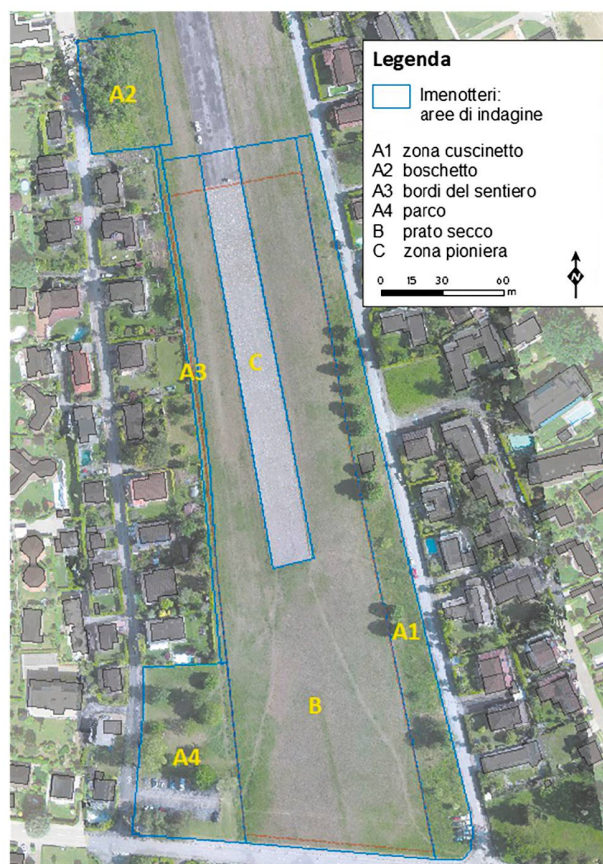 Legenda
Imenotteri:
aree di indagine
A1 zona cuscinetto
A2 boschetto
A3 bordi del sentiero
A4 parco
B prato secco
C zona pioniera
0 15 30 60
m
N
A2
A3
C
A1
B
A4